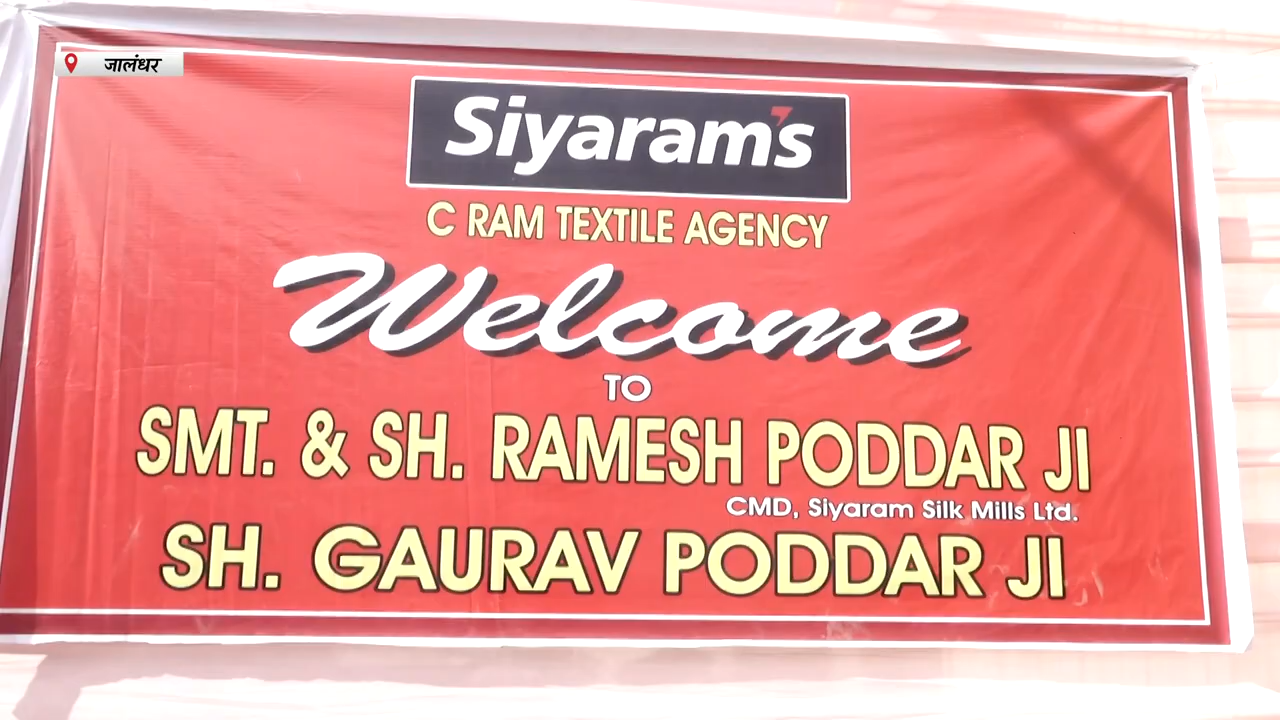 जालंधर
Siyaram's
C RAM TEXTILE AGENCY
Welcome
TO
SMT. & SH. RAMESH PODDAR JI
CMD, Siyaram Silk Mills Ltd.
SH. GAURAV PODDAR JI